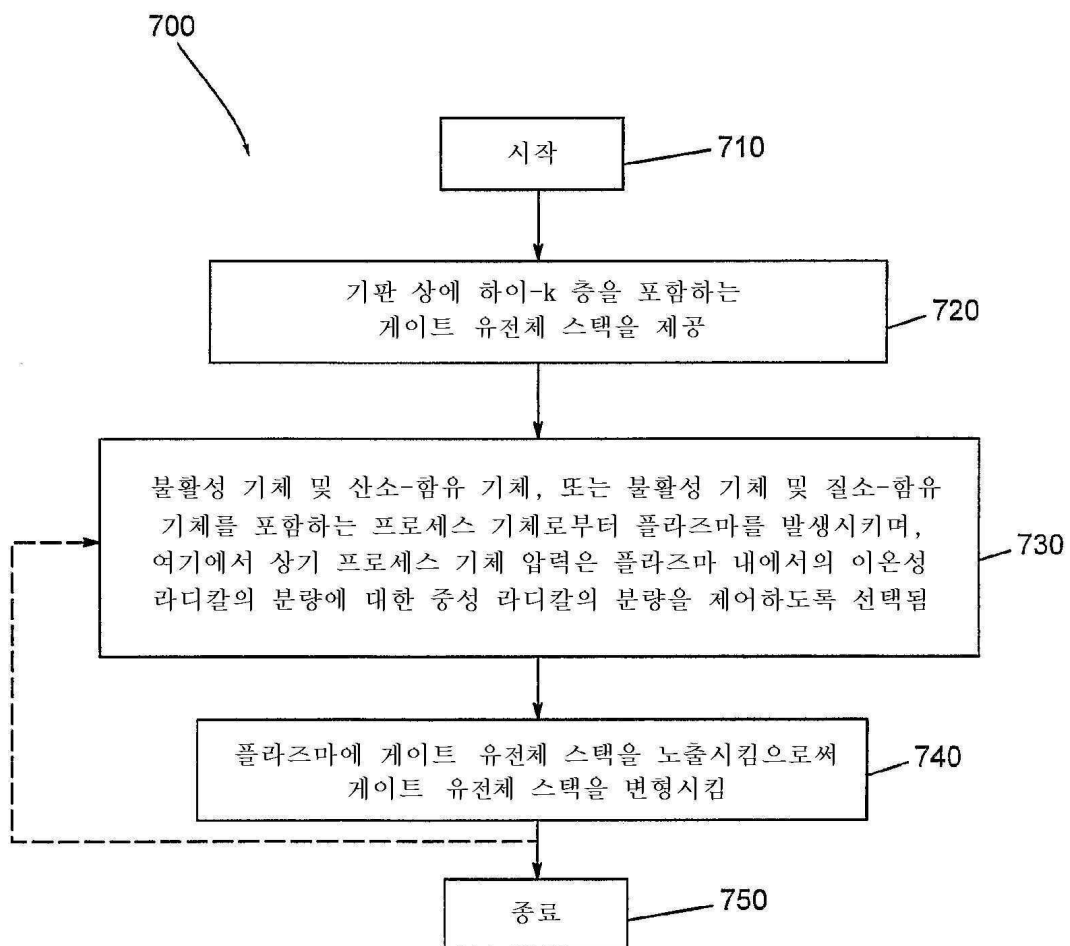 700
시작
710
기판 상에 하이-k 층을 포함하는
게이트 유전체 스택을 제공
720
불활성 기체 및 산소-함유 기체, 또는 불활성 기체 및 질소-함유
기체를 포함하는 프로세스 기체로부터 플라즈마를 발생시키며,
여기에서 상기 프로세스 기체 압력은 플라즈마 내에서의 이온성
라디칼의 분량에 대한 중성 라디칼의 분량을 제어하도록 선택됨
730
플라즈마에 게이트 유전체 스택을 노출시킴으로써
게이트 유전체 스택을 변형시킴
740
종료
750